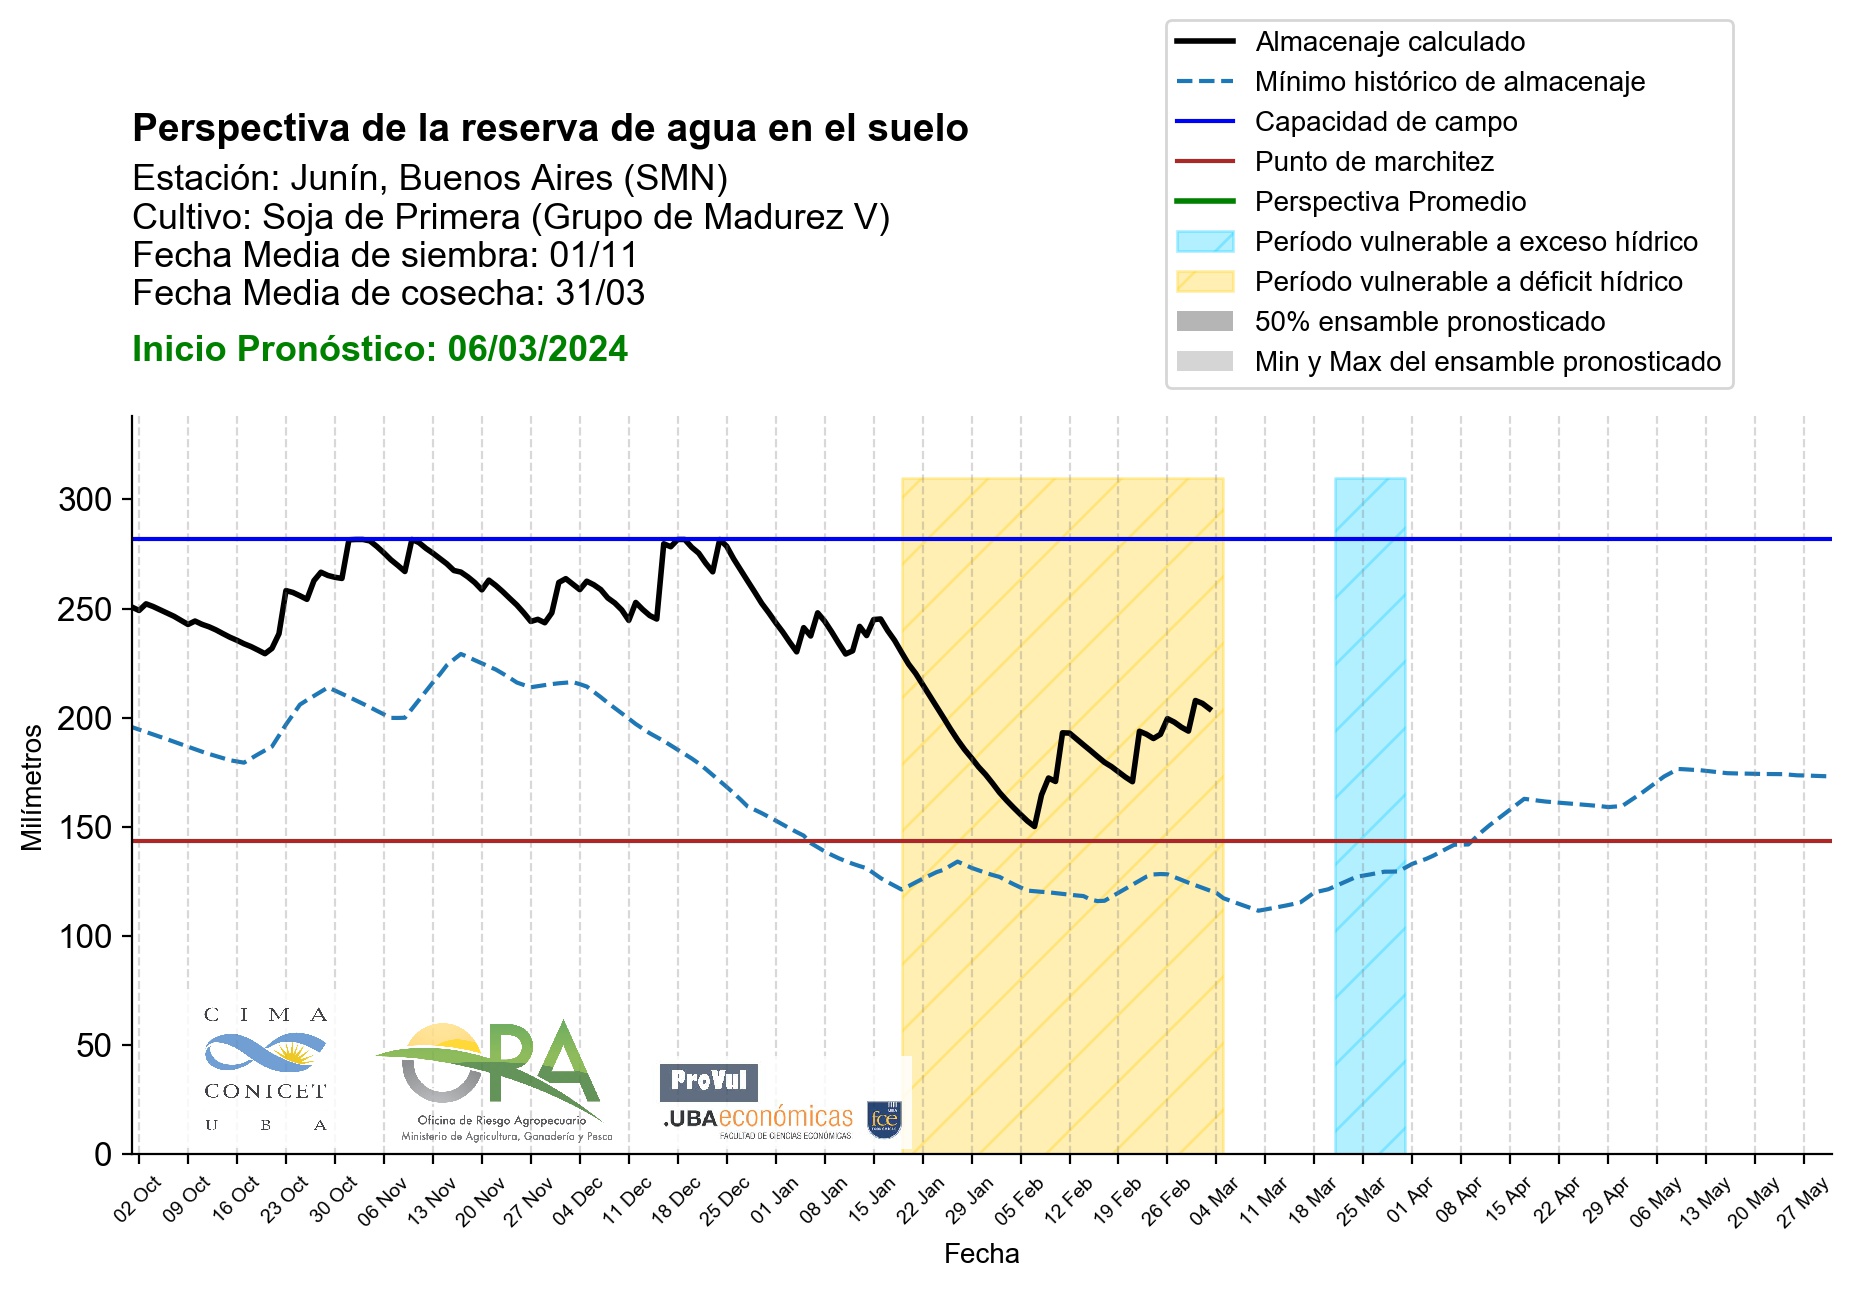 Almacenaje calculado
Mínimo histórico de almacenaje
Capacidad de campo
Punto de marchitez
Perspectiva Promedio
Período vulnerable a exceso hídrico
Período vulnerable a déficit hídrico
50% ensamble pronosticado
Min y Max del ensamble pronosticado
Perspectiva de la reserva de agua en el suelo
Estación: Junín, Buenos Aires (SMN)
Cultivo: Soja de Primera (Grupo de Madurez V)
Fecha Media de siembra: 01/11
Fecha Media de cosecha: 31/03
Inicio Pronóstico: 06/03/2024
Milímetros
300
250
200
150
100
50
0
CIMA
CONICET
UBA
ORA
Oficina de Riesgo Agropecuario
Ministerio de Agricultura, Ganadería y Pesca
ProVul
.UBAeconómicas
FACULTAD DE CIENCIAS ECONÓMICAS
fce
02 Oct
09 Oct
16 Oct
23 Oct
30 Oct
06 Nov
13 Nov
20 Nov
27 Nov
04 Dec
11 Dec
18 Dec
25 Dec
01 Jan
08 Jan
15 Jan
22 Jan
29 Jan
05 Feb
12 Feb
19 Feb
26 Feb
04 Mar
11 Mar
18 Mar
25 Mar
01 Apr
08 Apr
15 Apr
22 Apr
29 Apr
06 May
13 May
20 May
27 May
Fecha